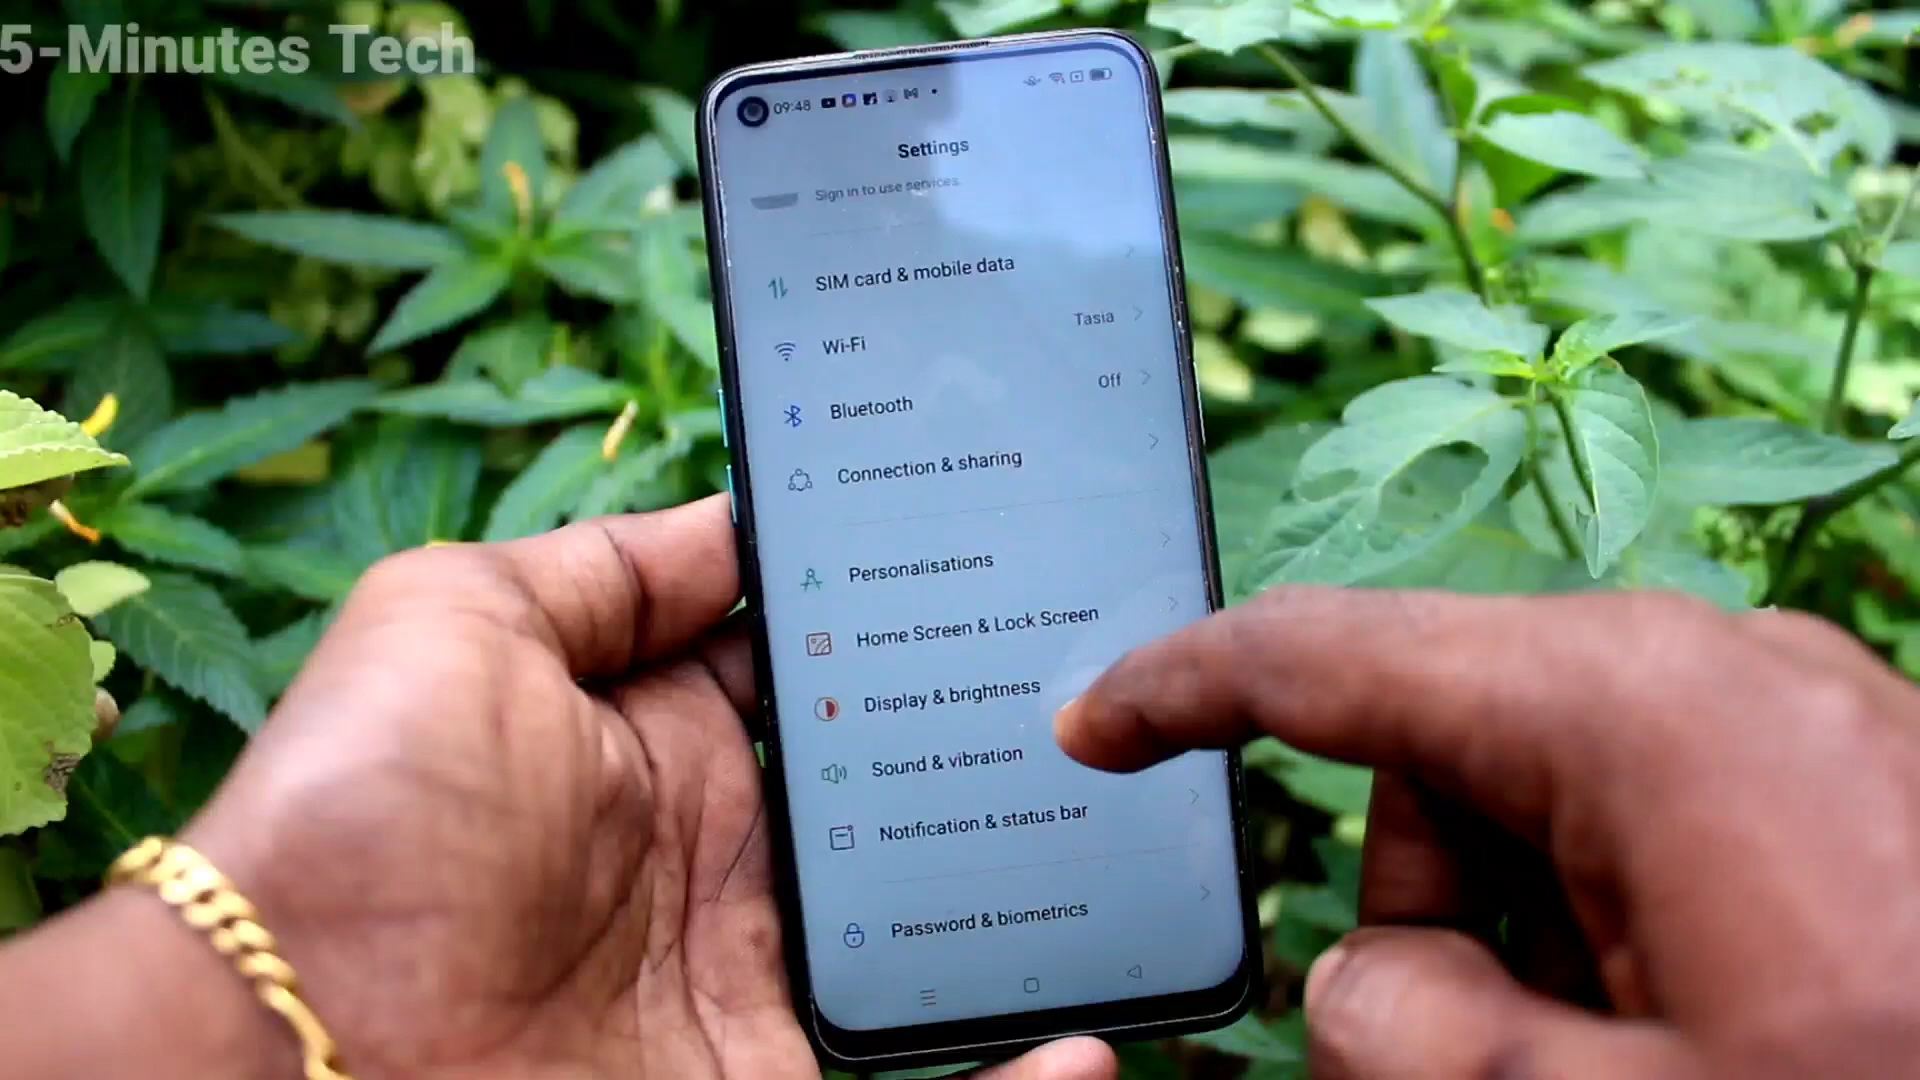 5-Minutes Tech
09:48
Settings
Sign in to use services
SIM card & mobile data
Wi-Fi Tasia
Bluetooth Off
Connection & sharing
Personalisations
Home Screen & Lock Screen
Display & brightness
Sound & vibration
Notification & status bar
Password & biometrics